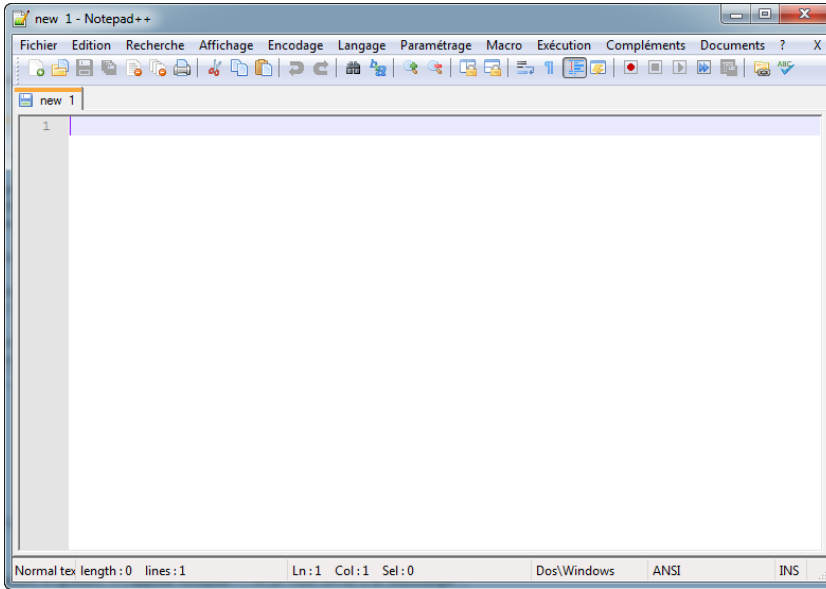 new 1 - Notepad++
Fichier Edition Recherche Affichage Encodage Langage Paramétrage Macro Exécution Compléments Documents ? X
ABC
new 1
1
Normal tex length : 0 lines : 1 Ln : 1 Col : 1 Sel : 0 Dos\Windows ANSI INS